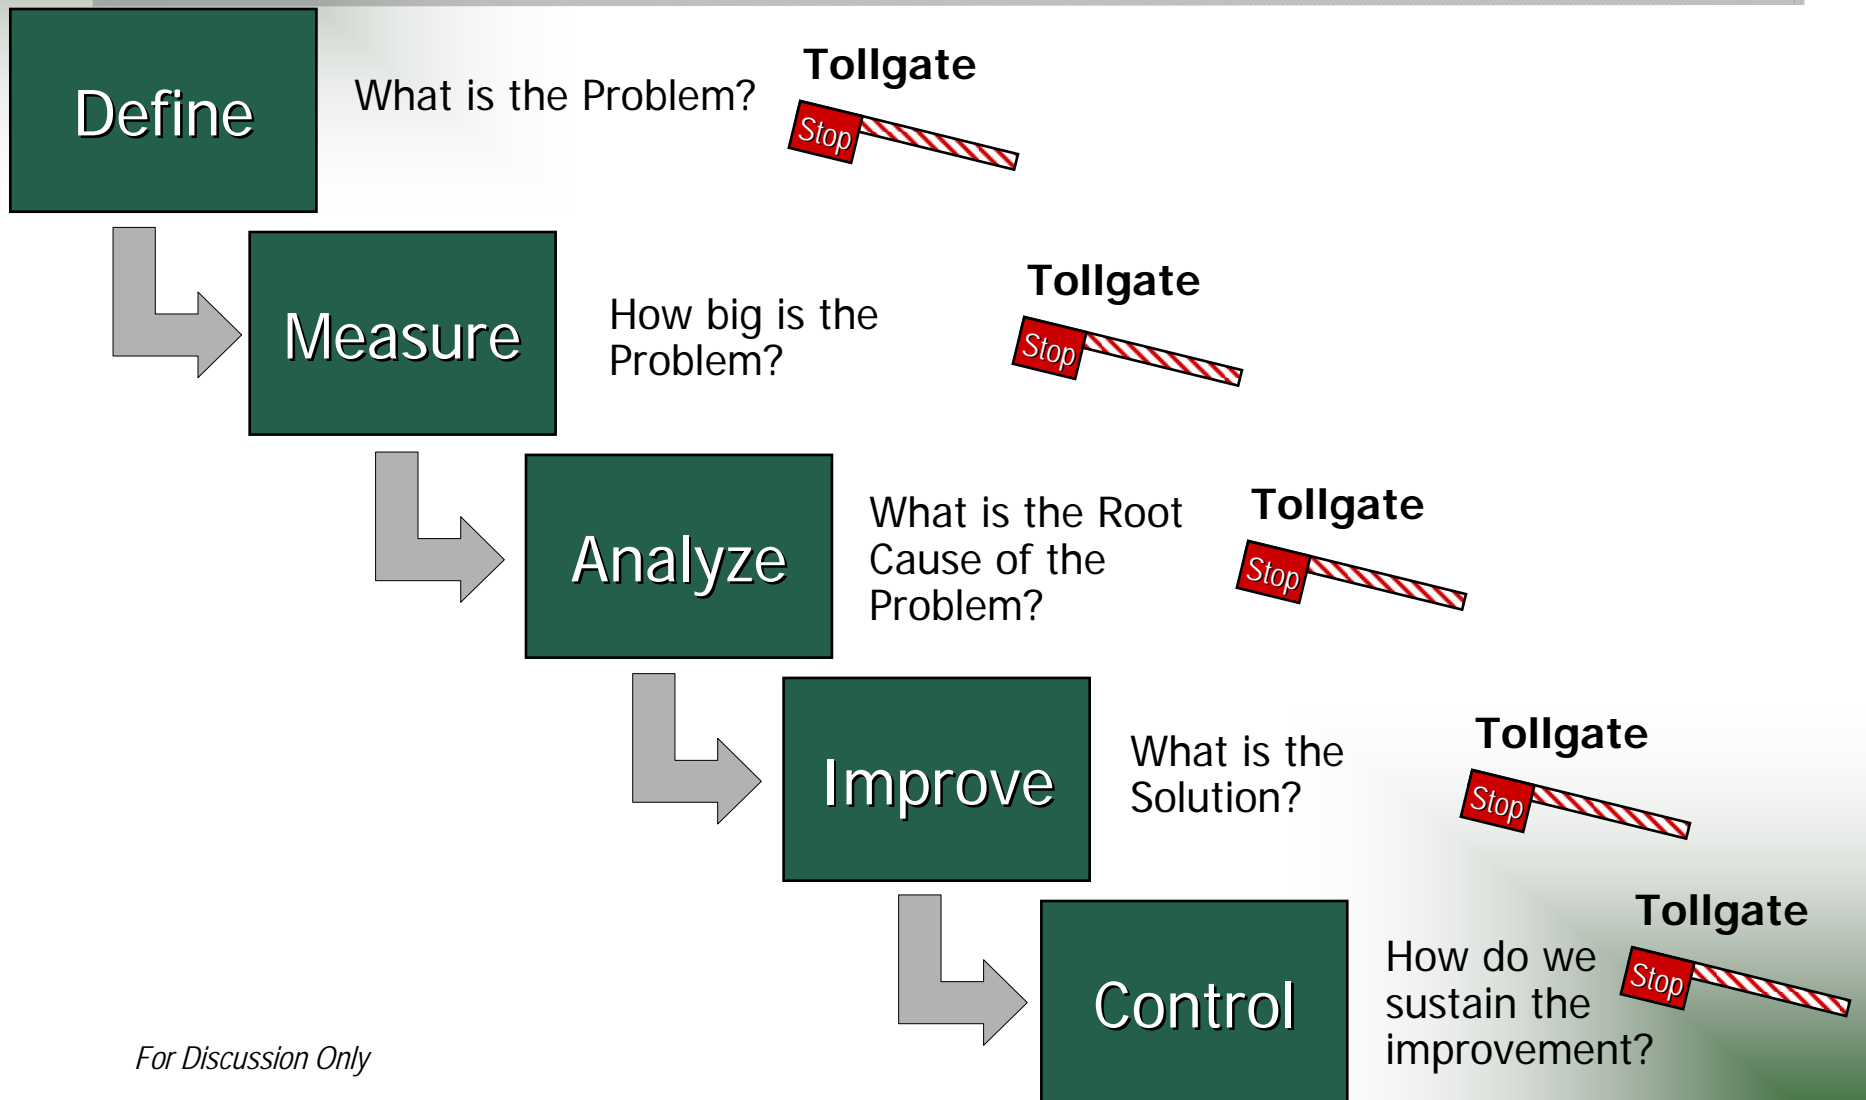 Define
What is the Problem?
Tollgate
Stop
Measure
How big is the
Problem?
Tollgate
Stop
Analyze
What is the Root
Cause of the
Problem?
Tollgate
Stop
Improve
What is the
Solution?
Tollgate
Stop
Control
How do we
sustain the
improvement?
Tollgate
Stop
For Discussion Only